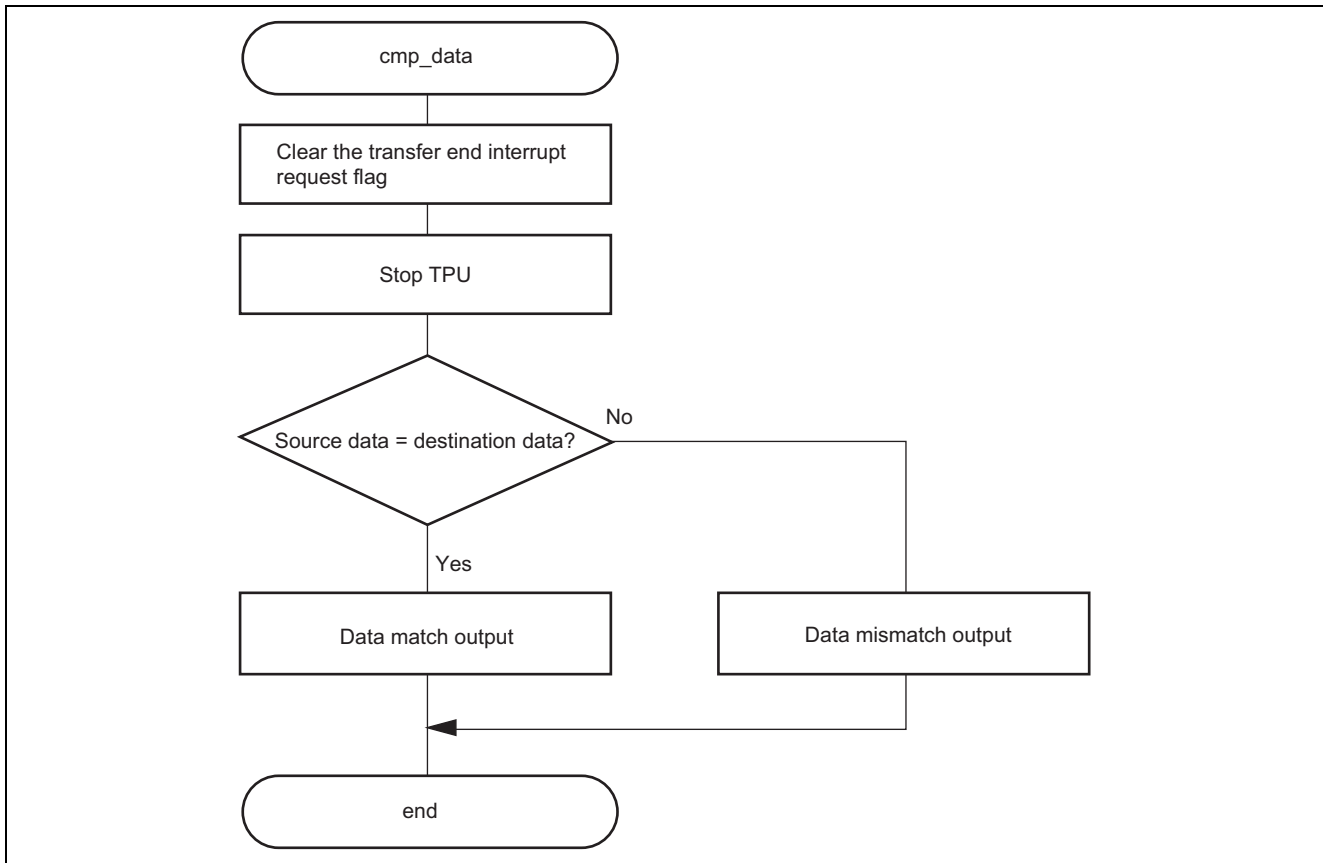 cmp_data
Clear the transfer end interrupt
request flag
Stop TPU
Source data = destination data?
No
Yes
Data match output
Data mismatch output
end